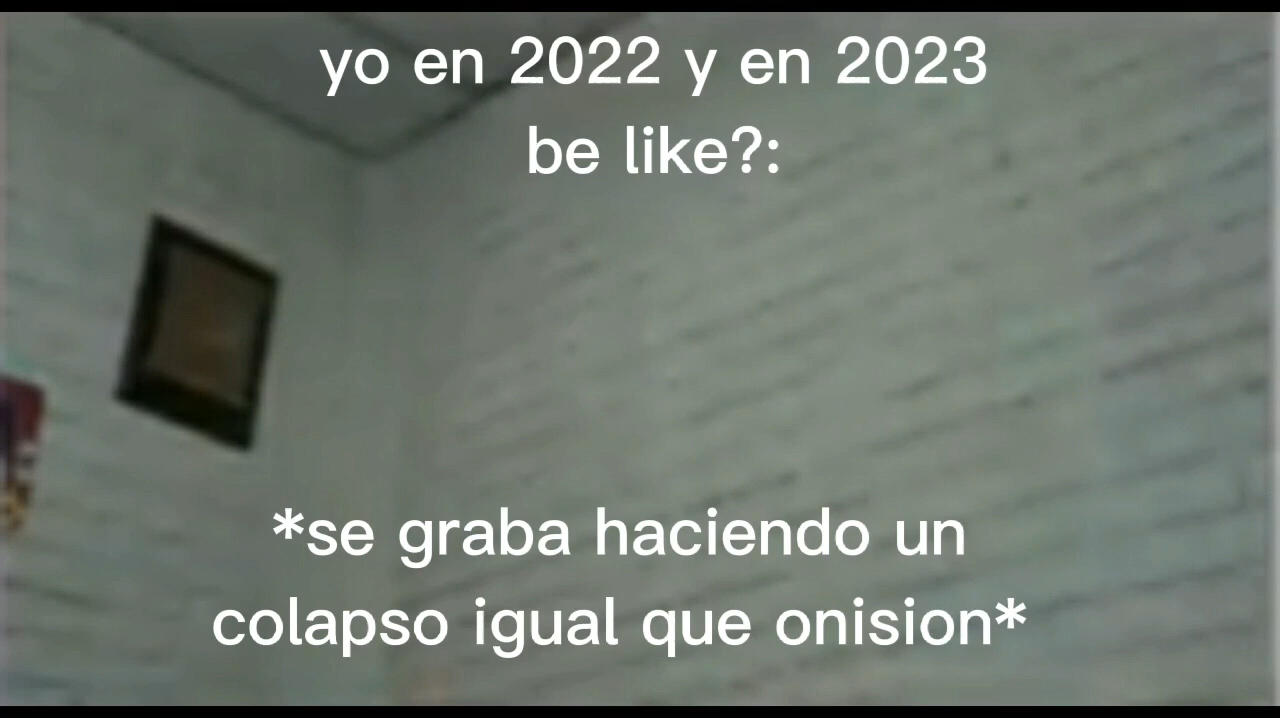 yo en 2022 y en 2023
be like?:
*se graba haciendo un
colapso igual que onision*